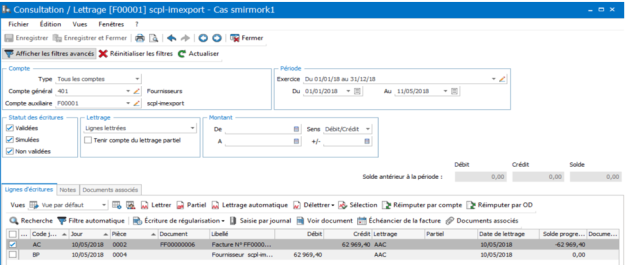 Consultation / Lettrage [F00001] scpl-imexport - Cas smirmork1
Fichier Édition Vues Fenêtres ?
Enregistrer Enregistrer et Fermer Fermer
Afficher les filtres avancés Réinitialiser les filtres Actualiser
Compte Période
Type Tous les comptes Exercice Du 01/01/18 au 31/12/18
Compte général 401 Fournisseurs Du 01/01/2018 Au 11/05/2018
Compte auxiliaire F00001 scpl-imexport
Statut des écritures Lettrage Montant
Validées Lignes lettrées De Sens Débit/Crédit
Simulées Tenir compte du lettrage partiel A +/-
Non validées
Débit Crédit Solde
Solde antérieur à la période : 0,00 0,00 0,00
Lignes d'écritures Notes Documents associés
Vues Vue par défaut Lettrer Partiel Lettrage automatique Délettrer Sélection Réimputer par compte Réimputer par OD
Recherche Filtre automatique Écriture de régularisation Saisie par journal Voir document Échéancier de la facture Documents associés
... Code j... Jour Pièce Document Libellé Débit Crédit Lettrage Partiel Date de lettrage Solde progre... Docume...
AC 10/05/2018 0002 FF00000006 Facture N° FF0000... 62 969,40 AAC 10/05/2018 -62 969,40
BP 10/05/2018 0004 Fournisseur scpl-im... 62 969,40 AAC 10/05/2018 0,00